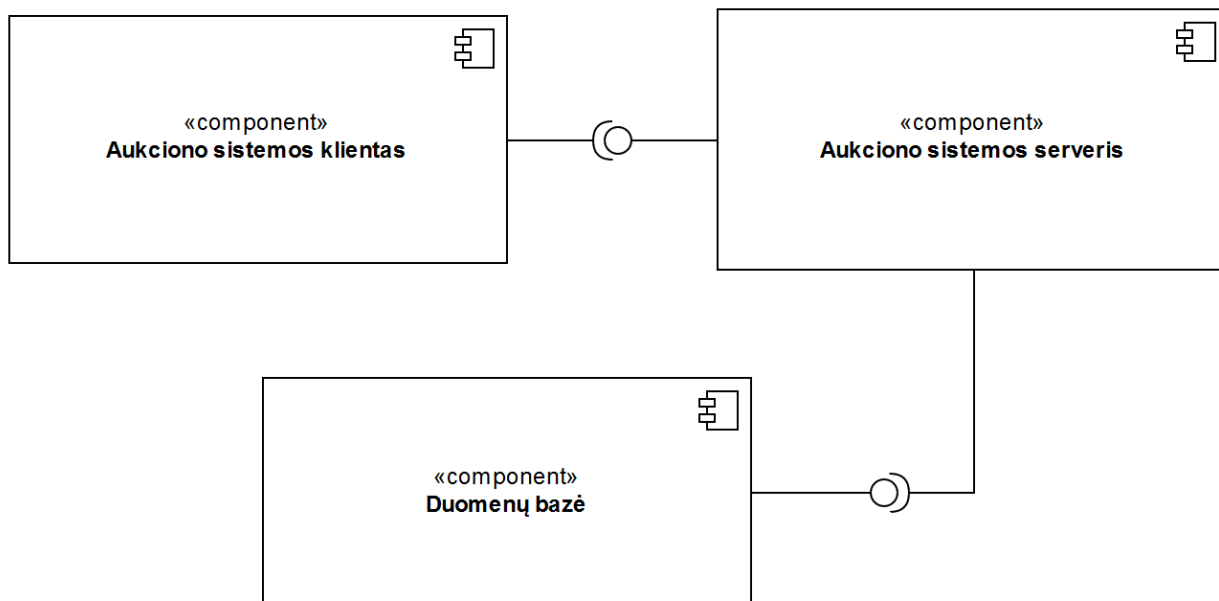 «component»
Aukciono sistemos klientas
«component»
Aukciono sistemos serveris
«component»
Duomenų bazė